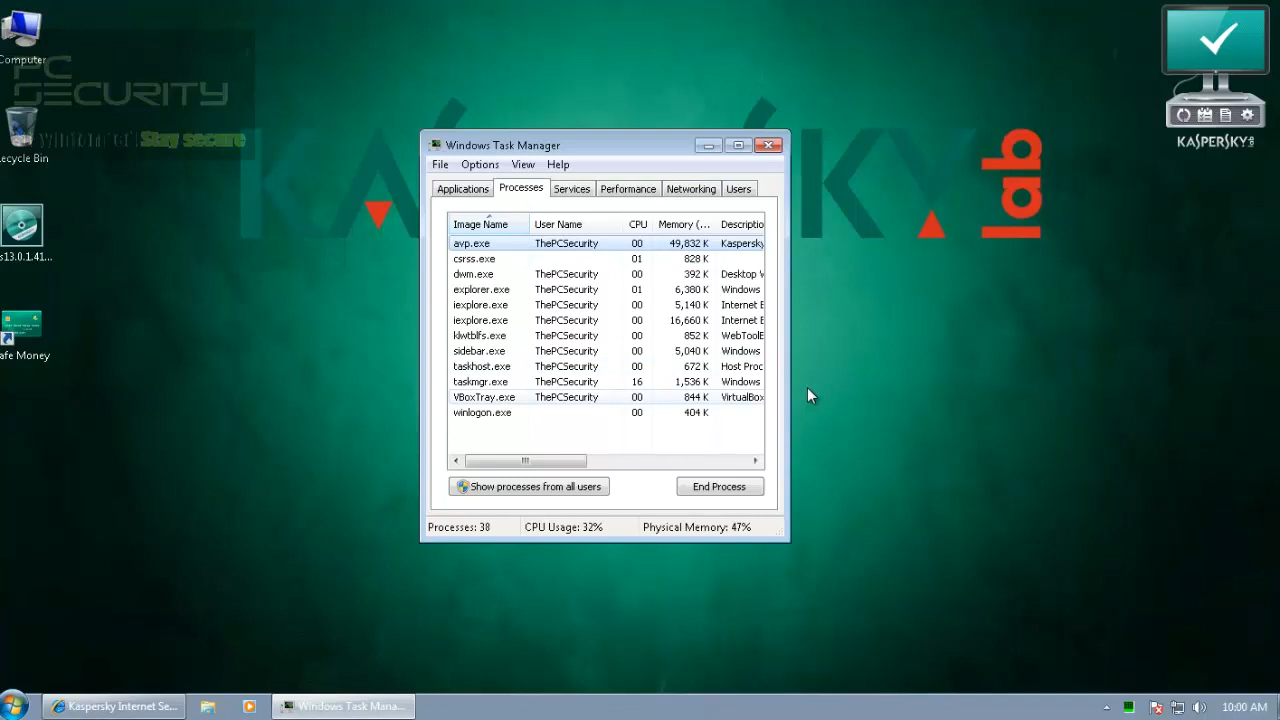 Computer
PC
SECURITY
Stay secure
Recycle Bin
s13.0.1.41...
Safe Money
KASPERSKY lab
KASPERSKY
Windows Task Manager
File Options View Help
Applications Processes Services Performance Networking Users
Image Name User Name CPU Memory (... Descriptio
avp.exe ThePCSecurity 00 49,832 K Kaspersky
csrss.exe 01 828 K
dwm.exe ThePCSecurity 00 392 K Desktop W
explorer.exe ThePCSecurity 01 6,380 K Windows
iexplore.exe ThePCSecurity 00 5,140 K Internet E
iexplore.exe ThePCSecurity 00 16,660 K Internet E
klwtblfs.exe ThePCSecurity 00 852 K WebToolE
sidebar.exe ThePCSecurity 00 5,040 K Windows
taskhost.exe ThePCSecurity 00 672 K Host Proc
taskmgr.exe ThePCSecurity 16 1,536 K Windows
VBoxTray.exe ThePCSecurity 00 844 K VirtualBox
winlogon.exe 00 404 K
Show processes from all users End Process
Processes: 38 CPU Usage: 32% Physical Memory: 47%
Kaspersky Internet Se... Windows Task Mana... 10:00 AM